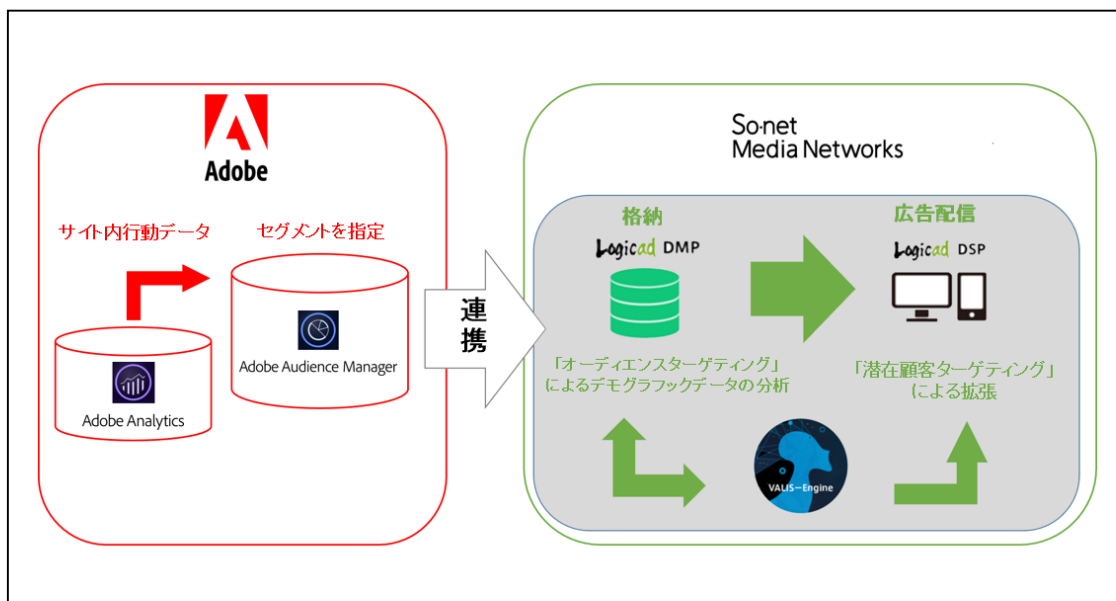 Adobe
サイト内行動データ
セグメントを指定
Adobe Analytics
Adobe Audience Manager
連携
So-net
Media Networks
格納
Logicad DMP
広告配信
Logicad DSP
「オーディエンスターゲティング」
によるデモグラフックデータの分析
「潜在顧客ターゲティング」
による拡張
VALIS-Engine